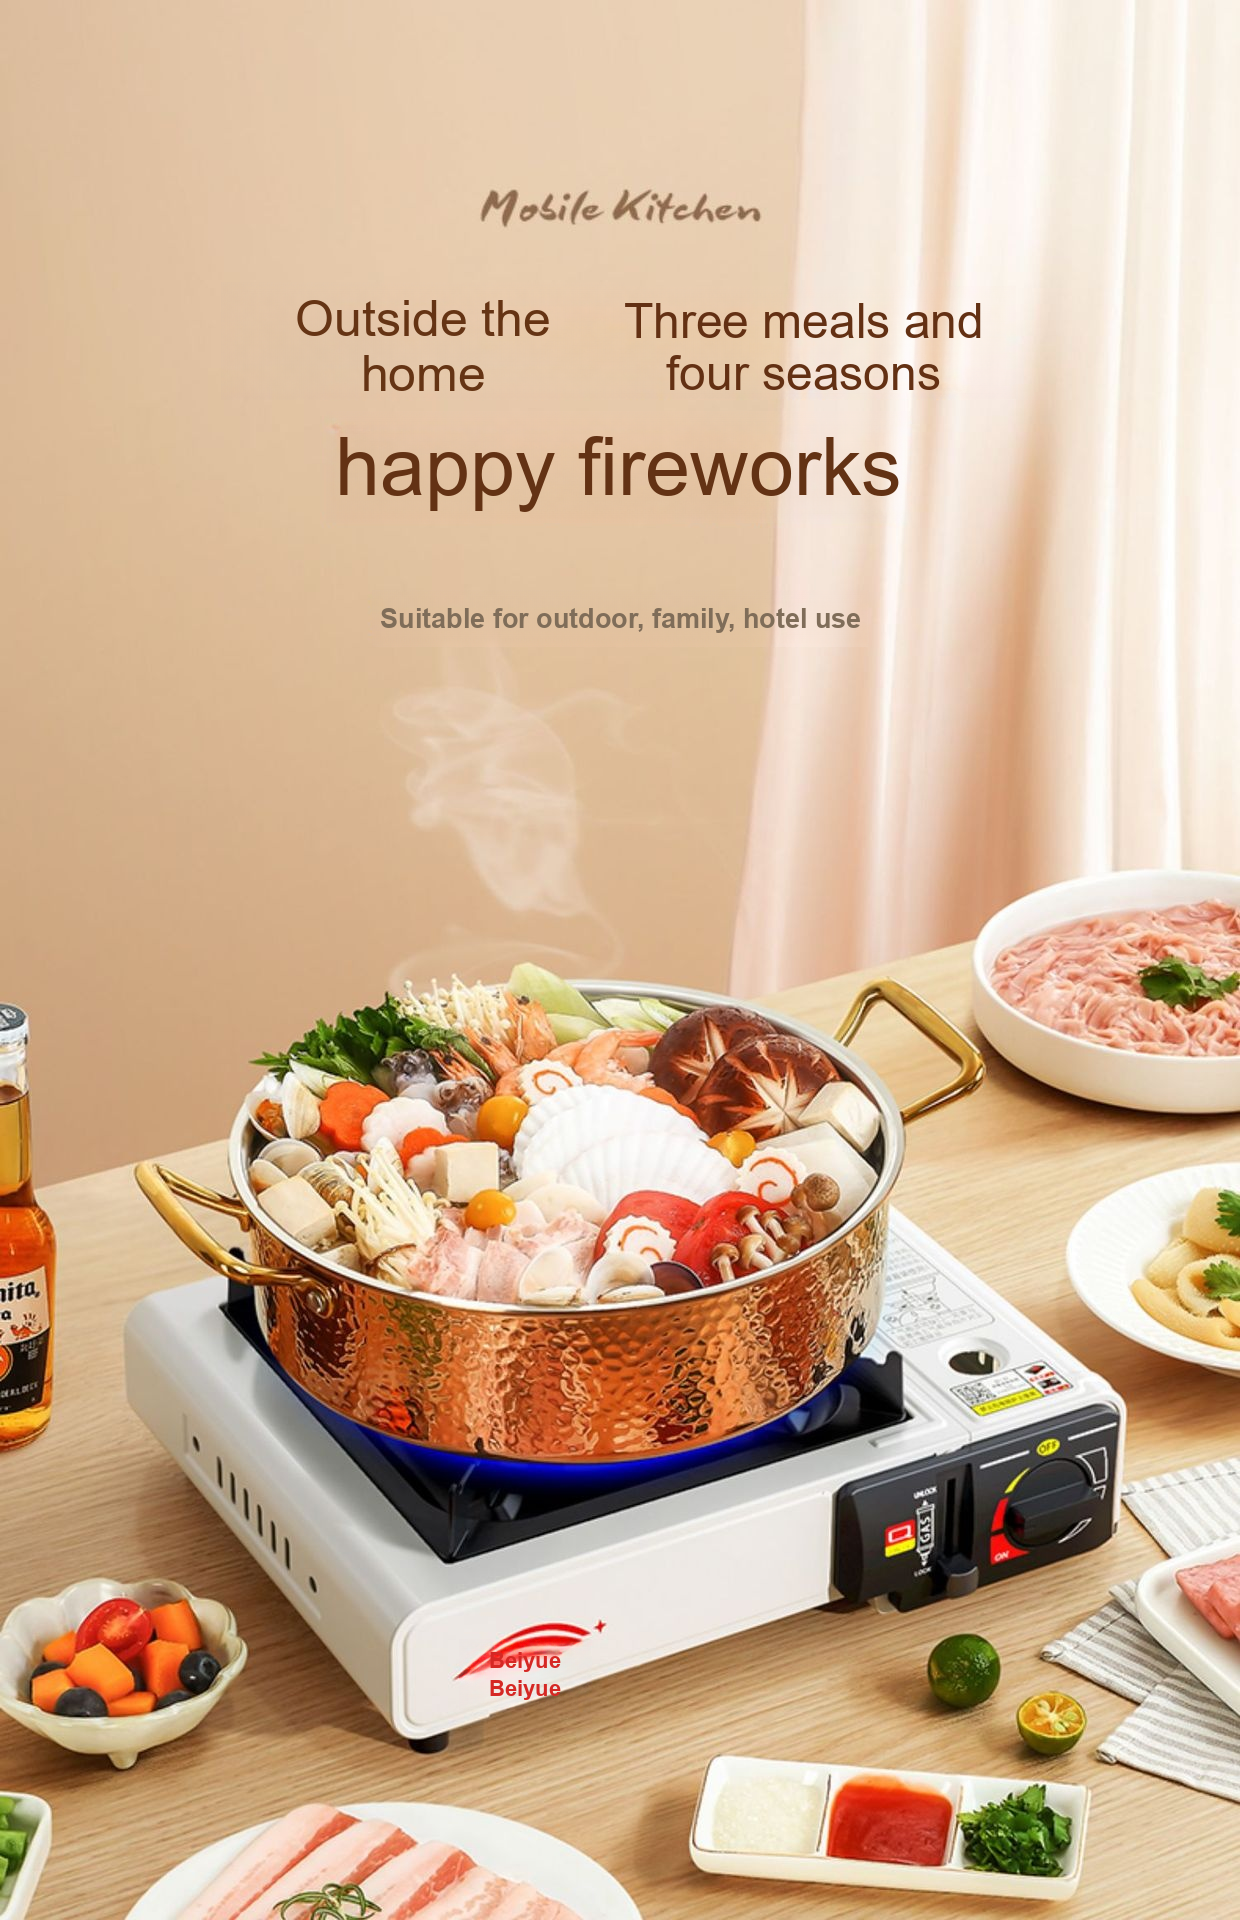 Mobile Kitchen
Outside the
home
Three meals and
four seasons
happy fireworks
Suitable for outdoor, family, hotel use
OFF
UNLOCK
GAS
LOCK
ON
Beiyue
Beiyue